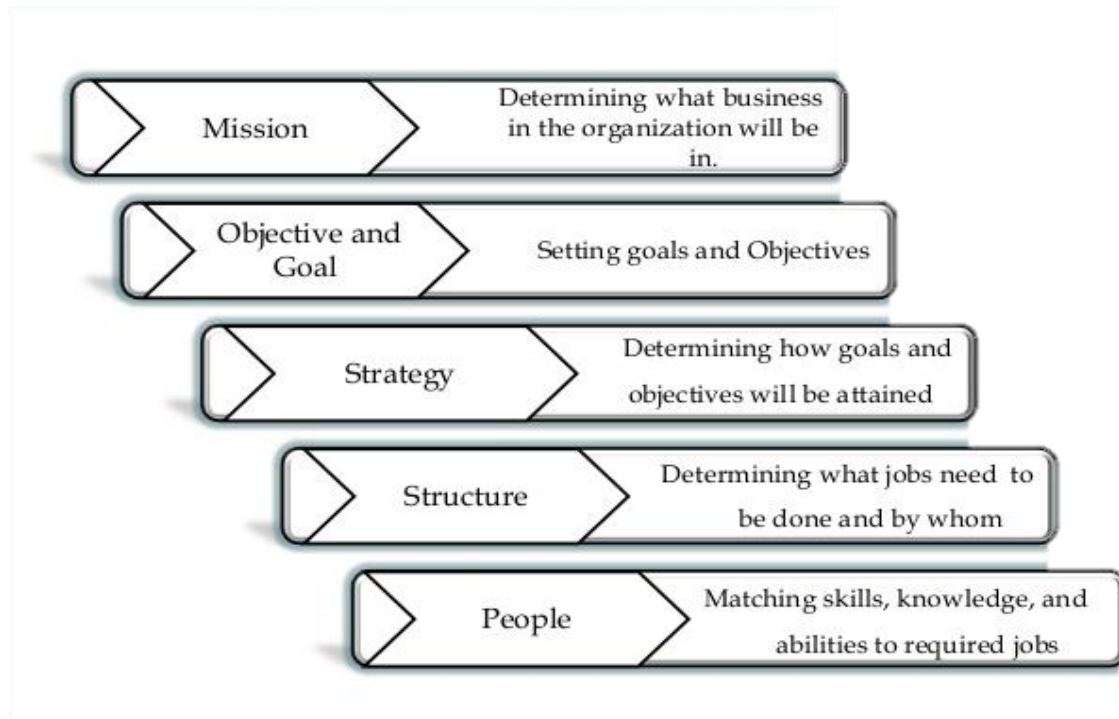 Mission
Determining what business
in the organization will be
in.
Objective and
Goal
Setting goals and Objectives
Strategy
Determining how goals and
objectives will be attained
Structure
Determining what jobs need to
be done and by whom
People
Matching skills, knowledge, and
abilities to required jobs